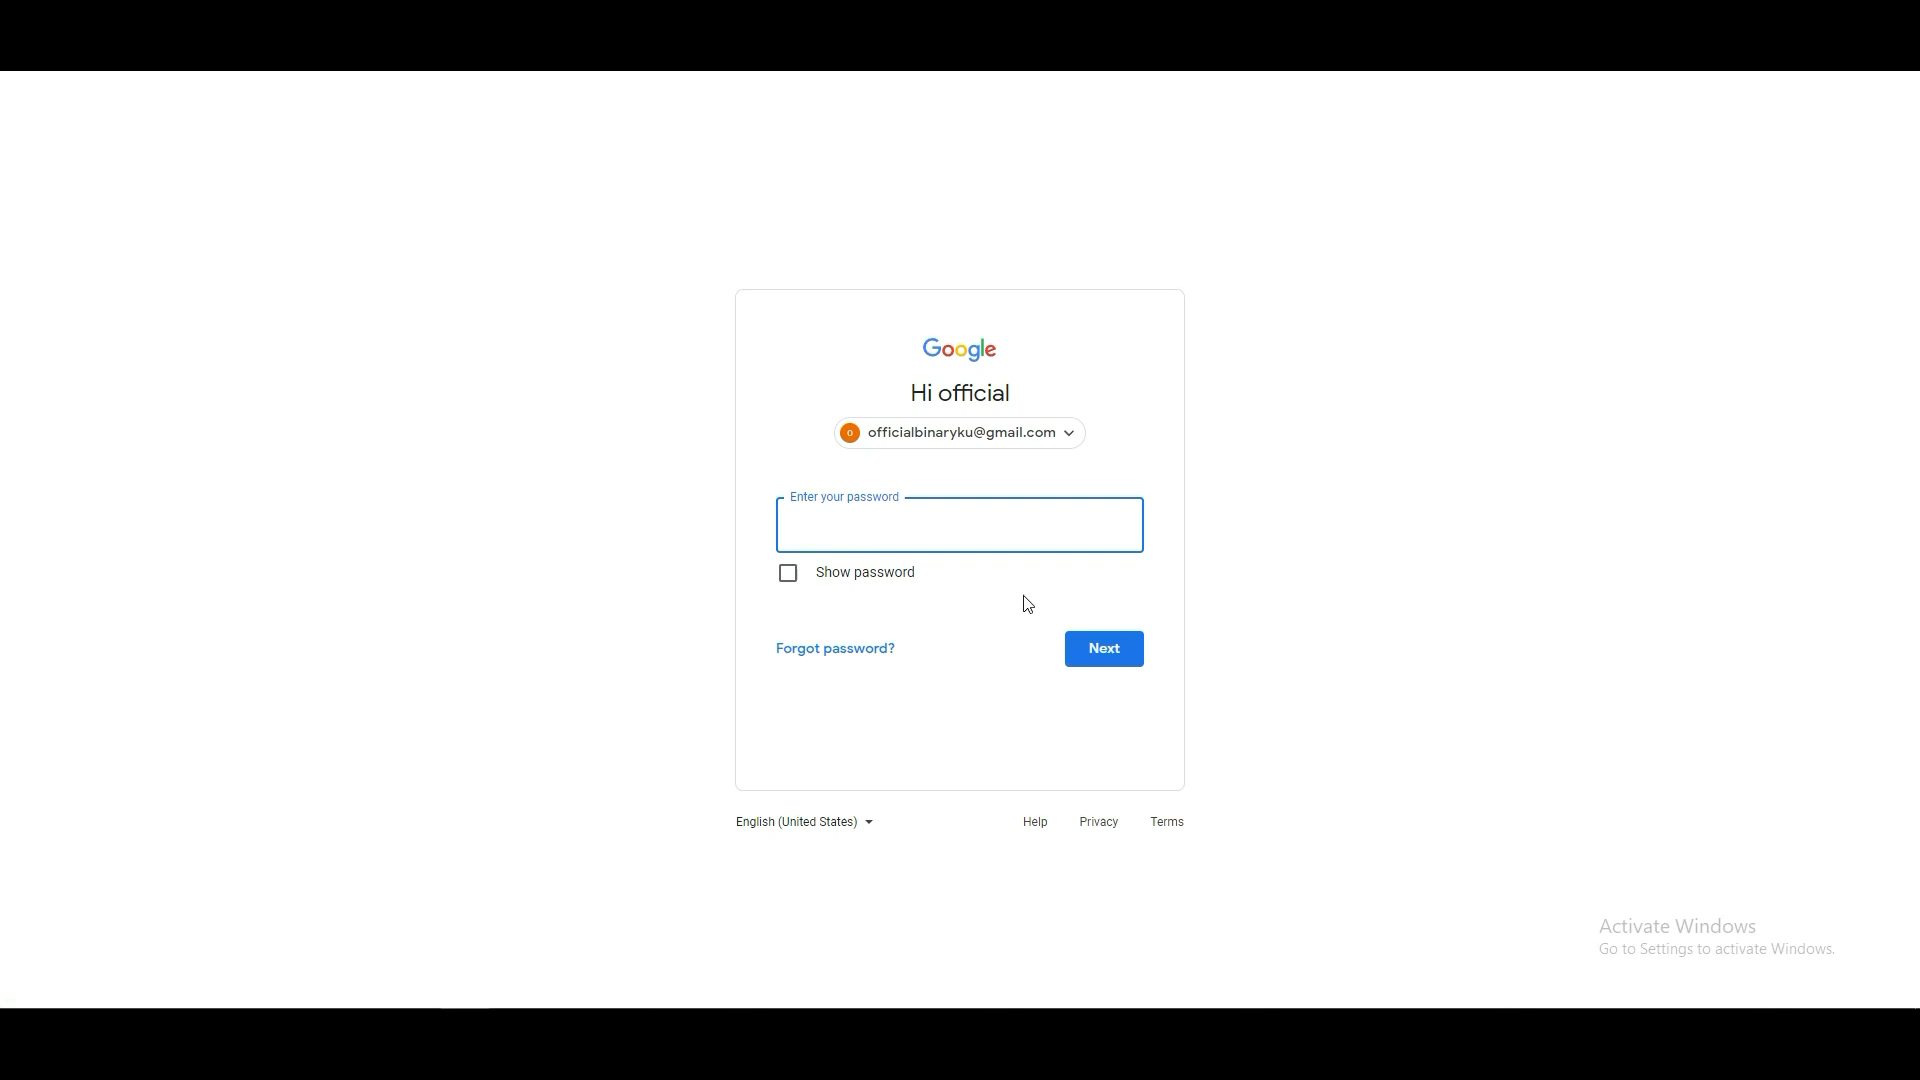 Google
Hi official
o officialbinaryku@gmail.com
Enter your password
Show password
Forgot password?
Next
English (United States)
Help Privacy Terms
Activate Windows
Go to Settings to activate Windows.